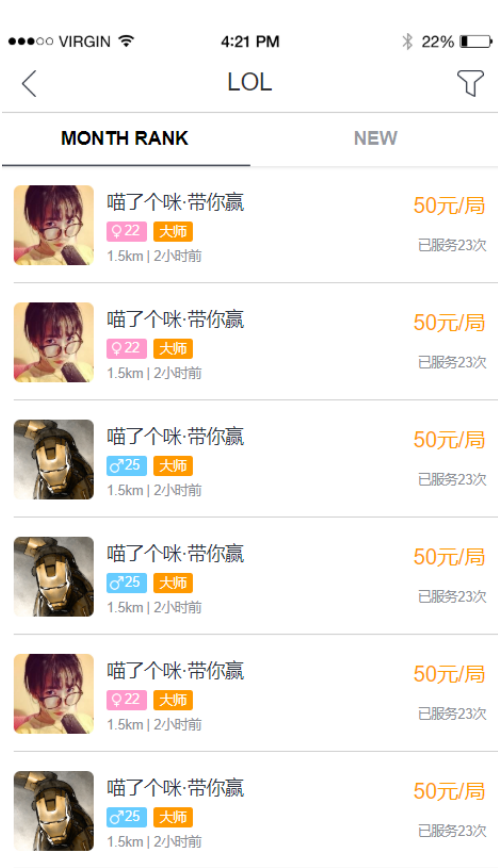 VIRGIN 4:21 PM 22%
LOL
MONTH RANK NEW
喵了个咪·带你赢 50元/局
♀22 大师 已服务23次
1.5km | 2小时前
喵了个咪·带你赢 50元/局
♀22 大师 已服务23次
1.5km | 2小时前
喵了个咪·带你赢 50元/局
♂25 大师 已服务23次
1.5km | 2小时前
喵了个咪·带你赢 50元/局
♂25 大师 已服务23次
1.5km | 2小时前
喵了个咪·带你赢 50元/局
♀22 大师 已服务23次
1.5km | 2小时前
喵了个咪·带你赢 50元/局
♂25 大师 已服务23次
1.5km | 2小时前